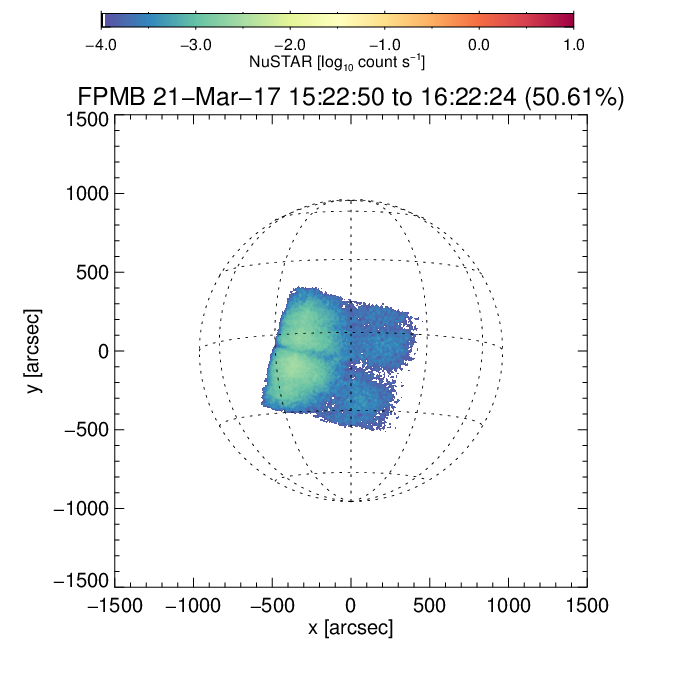 −4.0 −3.0 −2.0 −1.0 0.0 1.0
NuSTAR [log₁₀ count s⁻¹]
FPMB 21−Mar−17 15:22:50 to 16:22:24 (50.61%)
1500
1000
500
0
−500
−1000
−1500
y [arcsec]
−1500 −1000 −500 0 500 1000 1500
x [arcsec]